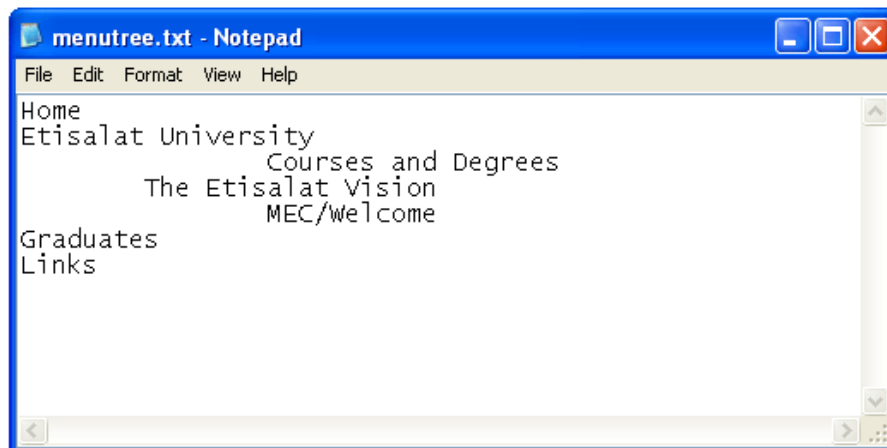 menutree.txt - Notepad
File Edit Format View Help
Home
Etisalat University
Courses and Degrees
The Etisalat Vision
MEC/Welcome
Graduates
Links